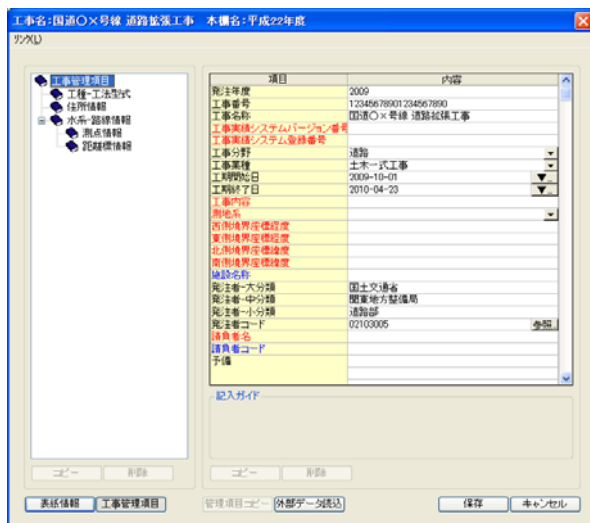 工事名:国道○×号線 道路拡張工事　本棚名:平成22年度
リンク(L)
工事管理項目
工種-工法型式
住所情報
水系-路線情報
測点情報
距離標情報
項目 内容
発注年度 2009
工事番号 12345678901234567890
工事名称 国道○×号線 道路拡張工事
工事実績システムバージョン番号
工事実績システム登録番号
工事分野 道路
工事業種 土木一式工事
工期開始日 2009-10-01
工期終了日 2010-04-23
工事内容
測地系
西側境界座標経度
東側境界座標経度
北側境界座標緯度
南側境界座標緯度
施設名称
発注者-大分類 国土交通省
発注者-中分類 関東地方整備局
発注者-小分類 道路部
発注者コード 02103005 参照
請負者名
請負者コード
予備
記入ガイド
コピー 削除 コピー 削除
表紙情報 工事管理項目 管理項目コピー 外部データ読込 保存 キャンセル